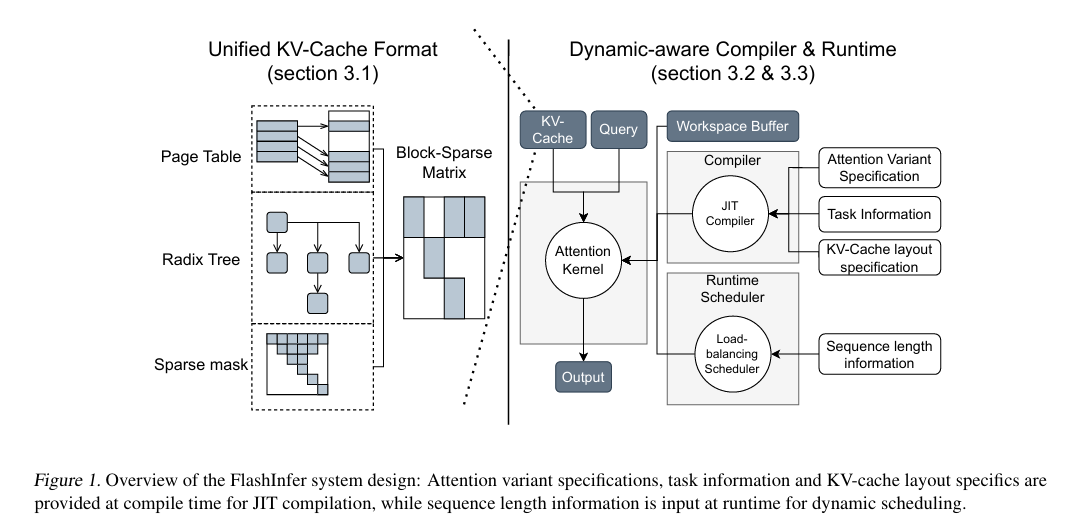 Unified KV-Cache Format
(section 3.1)
Page Table
Radix Tree
Sparse mask
Block-Sparse
Matrix
Dynamic-aware Compiler & Runtime
(section 3.2 & 3.3)
KV-
Cache
Query
Workspace Buffer
Attention
Kernel
Output
Compiler
JIT
Compiler
Attention Variant
Specification
Task Information
KV-Cache layout
specification
Runtime
Scheduler
Load-
balancing
Scheduler
Sequence length
information
Figure 1. Overview of the FlashInfer system design: Attention variant specifications, task information and KV-cache layout specifics are
provided at compile time for JIT compilation, while sequence length information is input at runtime for dynamic scheduling.